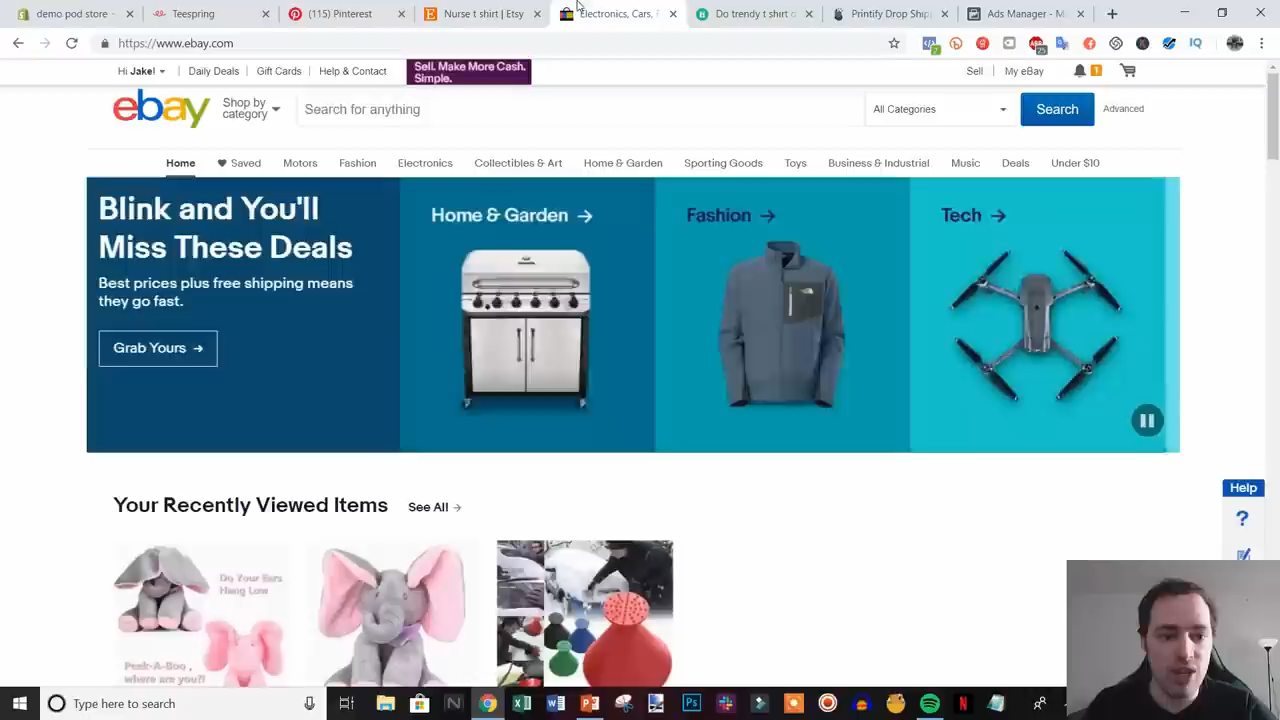 demo pod store -
Teespring
(115) Pinterest
Nurse t shirt | Etsy
Electronics, Cars, F
Do trendy t shirt o
Printify Drop Ship
Ads Manager - M
https://www.ebay.com
Hi Jake!
Daily Deals
Gift Cards
Help & Contact
Sell. Make More Cash.
Simple.
Sell
My eBay
1
ebay
Shop by
category
Search for anything
All Categories
Search
Advanced
Home
Saved
Motors
Fashion
Electronics
Collectibles & Art
Home & Garden
Sporting Goods
Toys
Business & Industrial
Music
Deals
Under $10
Blink and You'll
Miss These Deals
Best prices plus free shipping means
they go fast.
Grab Yours →
Home & Garden →
Fashion →
Tech →
Your Recently Viewed Items
See All →
Help
?
Do Your Ears
Hang Low
Peek-A-Boo ,
where are you??
Type here to search